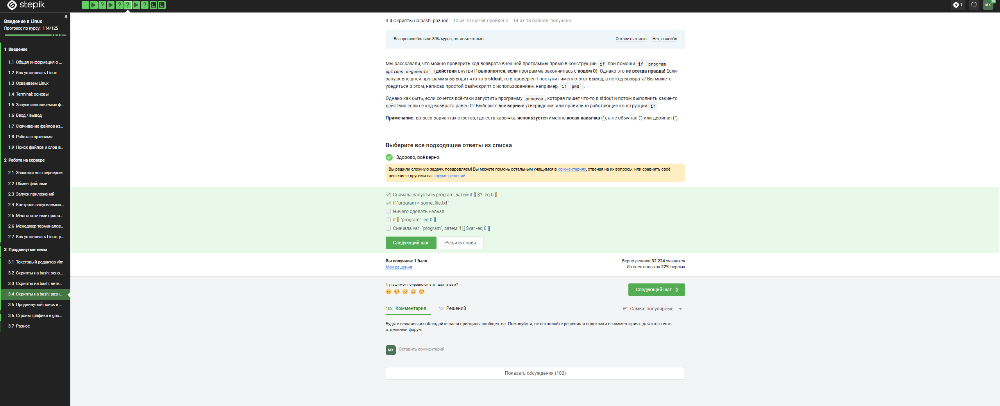 stepik
1
MX
28
Введение в Linux
Прогресс по курсу: 114/125
1 Введение
1.1 Общая информация о ...
1.2 Как установить Linux
1.3 Осваиваем Linux
1.4 Terminal: основы
1.5 Запуск исполняемых ф...
1.6 Ввод / вывод
1.7 Скачивание файлов из...
1.8 Работа с архивами
1.9 Поиск файлов и слов в...
2 Работа на сервере
2.1 Знакомство с сервером
2.2 Обмен файлами
2.3 Запуск приложений
2.4 Контроль запускаемых...
2.5 Многопоточные прило...
2.6 Менеджер терминалов...
2.7 Как установить Linux: р...
3 Продвинутые темы
3.1 Текстовый редактор vim
3.2 Скрипты на bash: осно...
3.3 Скрипты на bash: ветв...
3.4 Скрипты на bash: разн...
3.5 Продвинутый поиск и ...
3.6 Строим графики в gnu...
3.7 Разное
3.4 Скрипты на bash: разное 10 из 10 шагов пройдено 14 из 14 баллов получено
Вы прошли больше 80% курса, оставьте отзыв Оставить отзыв Нет, спасибо
Мы рассказали, что можно проверить код возврата внешней программы прямо в конструкции if при помощи if `program
options arguments` (действия внутри if выполнятся, если программа закончилась с кодом 0). Однако это не всегда правда! Если
запуск внешней программы выводит что-то в stdout, то в проверку if поступит именно этот вывод, а не код возврата! Вы можете
убедиться в этом, написав простой bash-скрипт с использованием, например, if `pwd`.
Однако как быть, если хочется всё-таки запустить программу program, которая пишет что-то в stdout и потом выполнить какие-то
действия если ее код возврата равен 0? Выберите все верные утверждения или правильно работающие конструкции if.
Примечание: во всех вариантах ответов, где есть кавычка, используется именно косая кавычка (`), а не обычная (') или двойная (").
Выберите все подходящие ответы из списка
Здорово, всё верно.
Вы решили сложную задачу, поздравляем! Вы можете помочь остальным учащимся в комментариях, отвечая на их вопросы, или сравнить своё
решение с другими на форуме решений.
Сначала запустить program, затем if [[ $? -eq 0 ]]
if `program > some_file.txt`
Ничего сделать нельзя
if [[ `program` -eq 0 ]]
Сначала var=`program`, затем if [[ $var -eq 0 ]]
Следующий шаг Решить снова
Вы получили: 1 балл Верно решили 32 224 учащихся
Мои решения Из всех попыток 22% верных
4 учащимся понравился этот шаг, а вам?
Следующий шаг
102 Комментария 12 Решений Самые популярные
Будьте вежливы и соблюдайте наши принципы сообщества. Пожалуйста, не оставляйте решения и подсказки в комментариях, для этого есть
отдельный форум.
MX Оставить комментарий
Показать обсуждения (102)